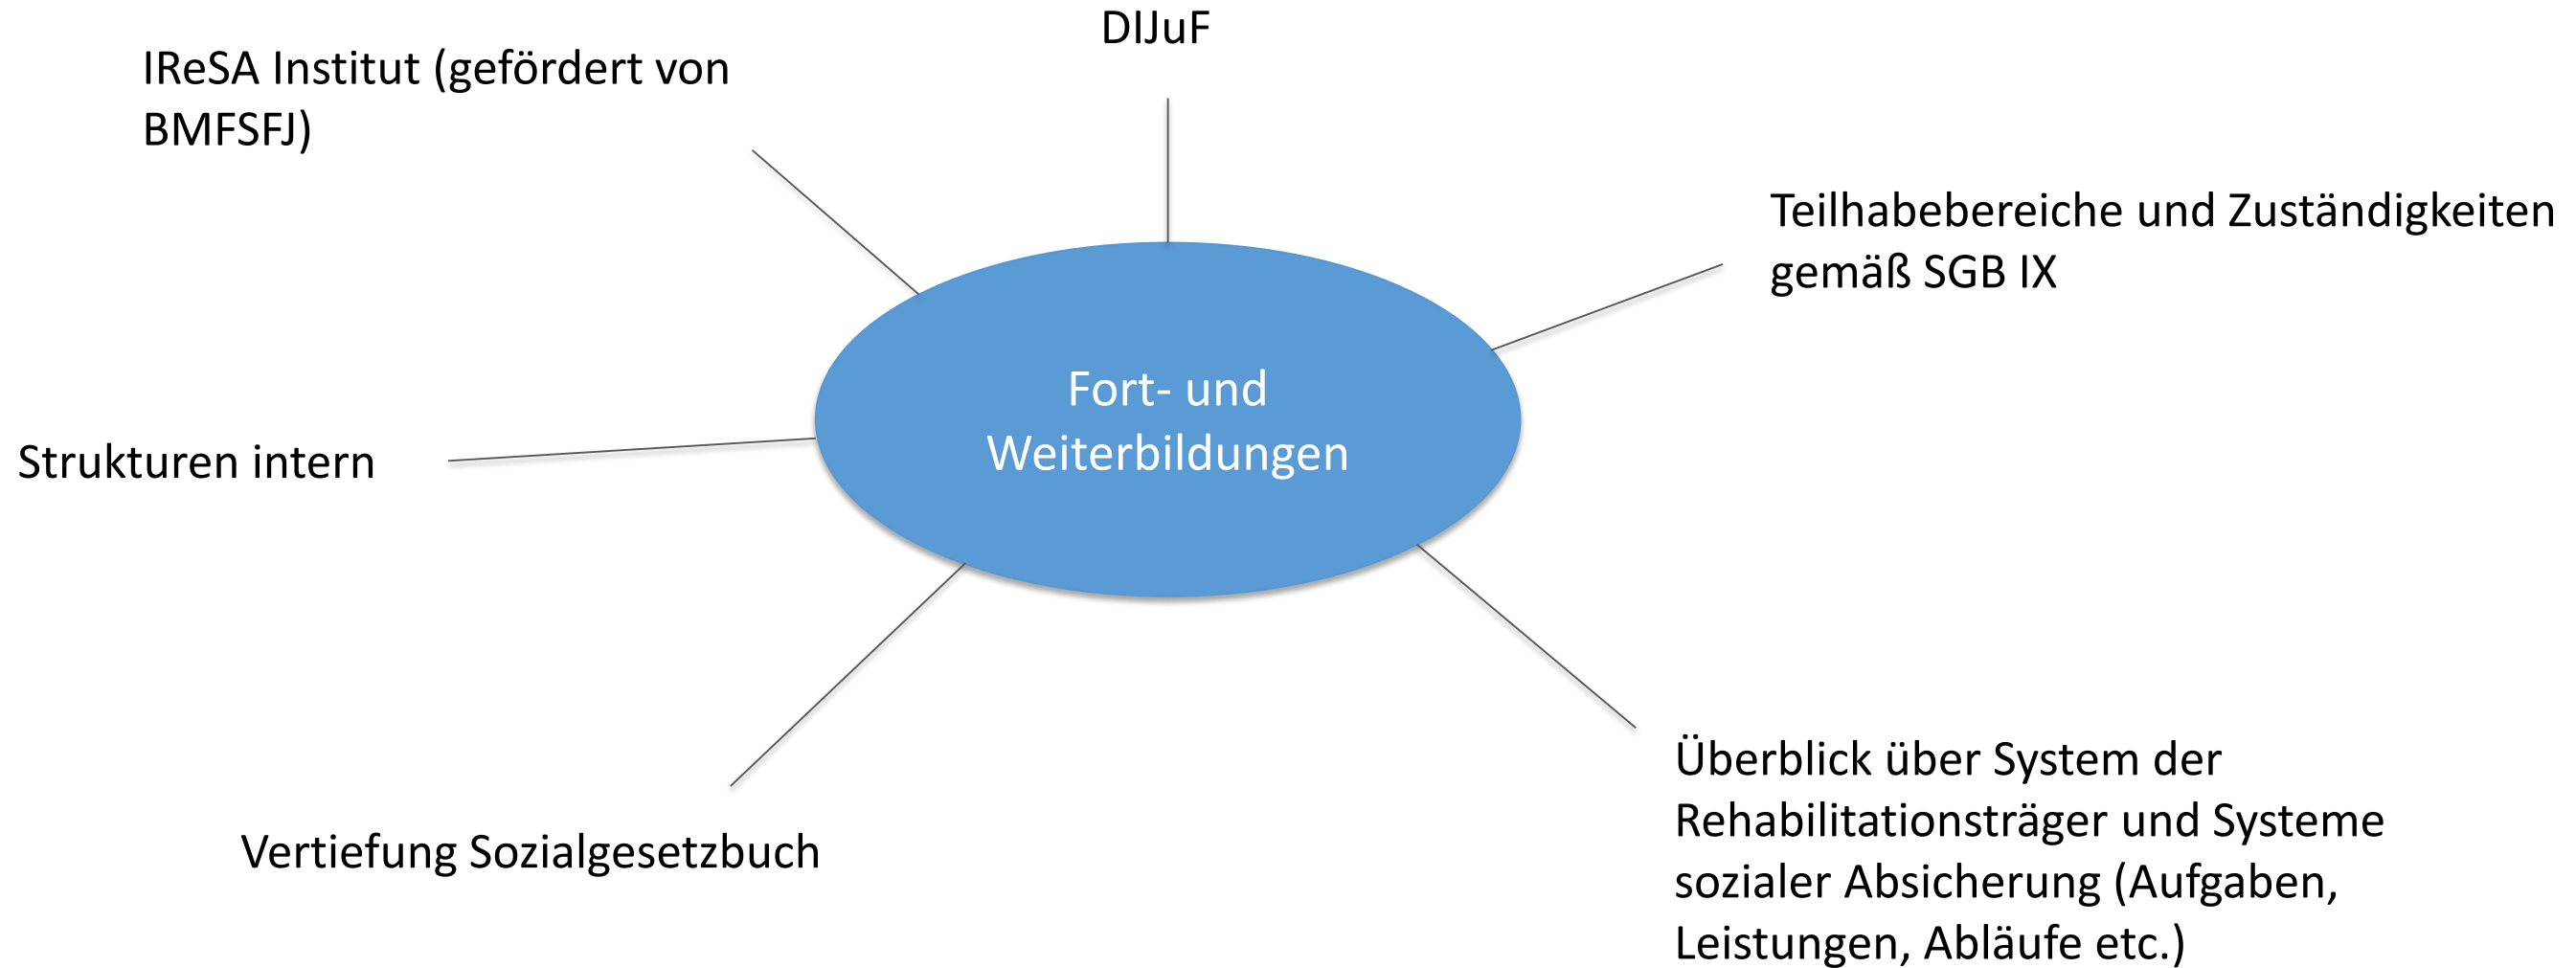 DIJuF
IReSA Institut (gefördert von
BMFSFJ)
Teilhabebereiche und Zuständigkeiten
gemäß SGB IX
Fort- und
Weiterbildungen
Strukturen intern
Vertiefung Sozialgesetzbuch
Überblick über System der
Rehabilitationsträger und Systeme
sozialer Absicherung (Aufgaben,
Leistungen, Abläufe etc.)